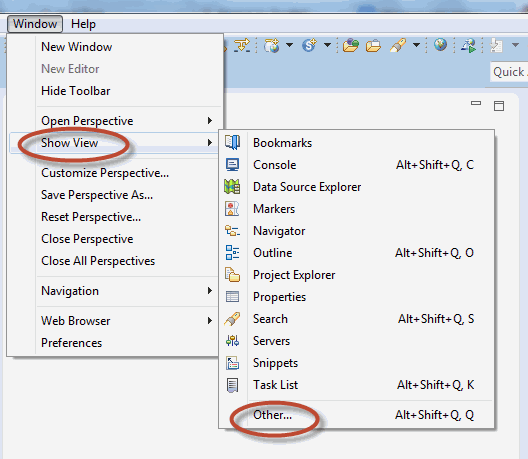 Window Help
New Window
New Editor
Hide Toolbar
Quick
Open Perspective
Show View
Customize Perspective...
Save Perspective As...
Reset Perspective...
Close Perspective
Close All Perspectives
Navigation
Web Browser
Preferences
Bookmarks
Console Alt+Shift+Q, C
Data Source Explorer
Markers
Navigator
Outline Alt+Shift+Q, O
Project Explorer
Properties
Search Alt+Shift+Q, S
Servers
Snippets
Task List Alt+Shift+Q, K
Other... Alt+Shift+Q, Q